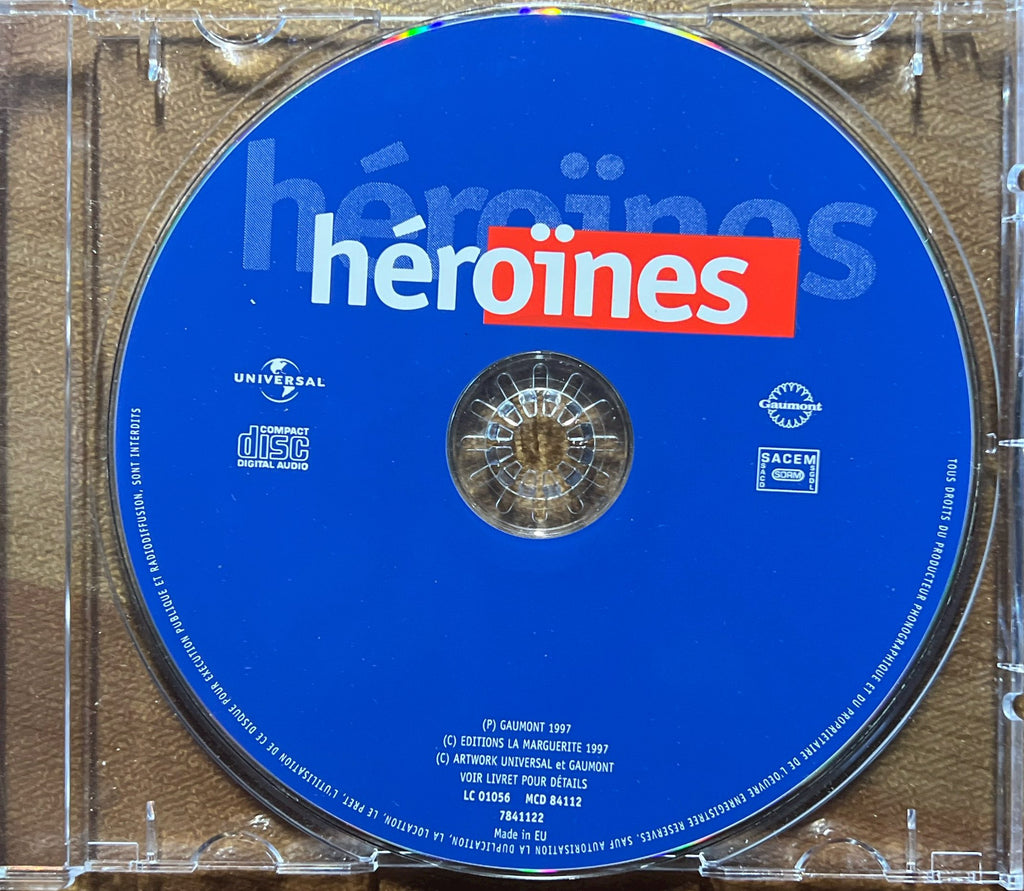 héroïnes
héroïnes
UNIVERSAL
COMPACT
disc
DIGITAL AUDIO
Gaumont
SACEM
SACD
SDRM
SGDL
TOUS DROITS DU PRODUCTEUR PHONOGRAPHIQUE ET DU PROPRIETAIRE DE L'OEUVRE ENREGISTREE RESERVES. SAUF AUTORISATION LA DUPLICATION, LA LOCATION, LE PRET, L'UTILISATION DE CE DISQUE POUR EXECUTION PUBLIQUE ET RADIODIFFUSION, SONT INTERDITS
(P) GAUMONT 1997
(C) EDITIONS LA MARGUERITE 1997
(C) ARTWORK UNIVERSAL et GAUMONT
VOIR LIVRET POUR DÉTAILS
LC 01056 MCD 84112
7841122
Made in EU